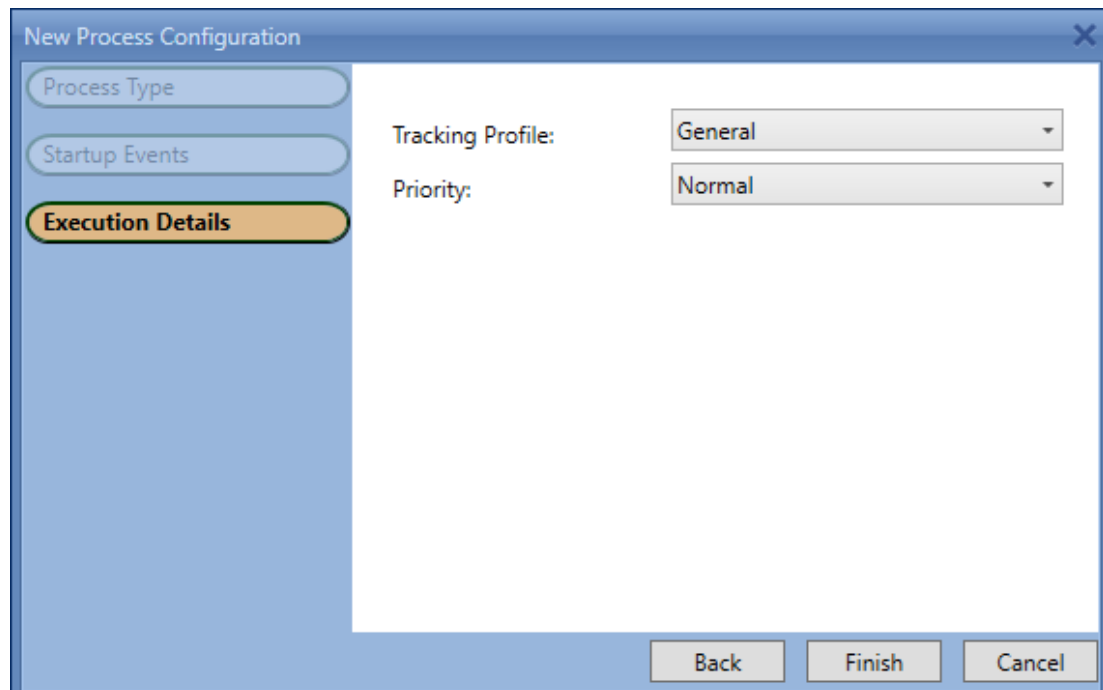 New Process Configuration
Process Type
Startup Events
Execution Details
Tracking Profile:
General
Priority:
Normal
Back
Finish
Cancel